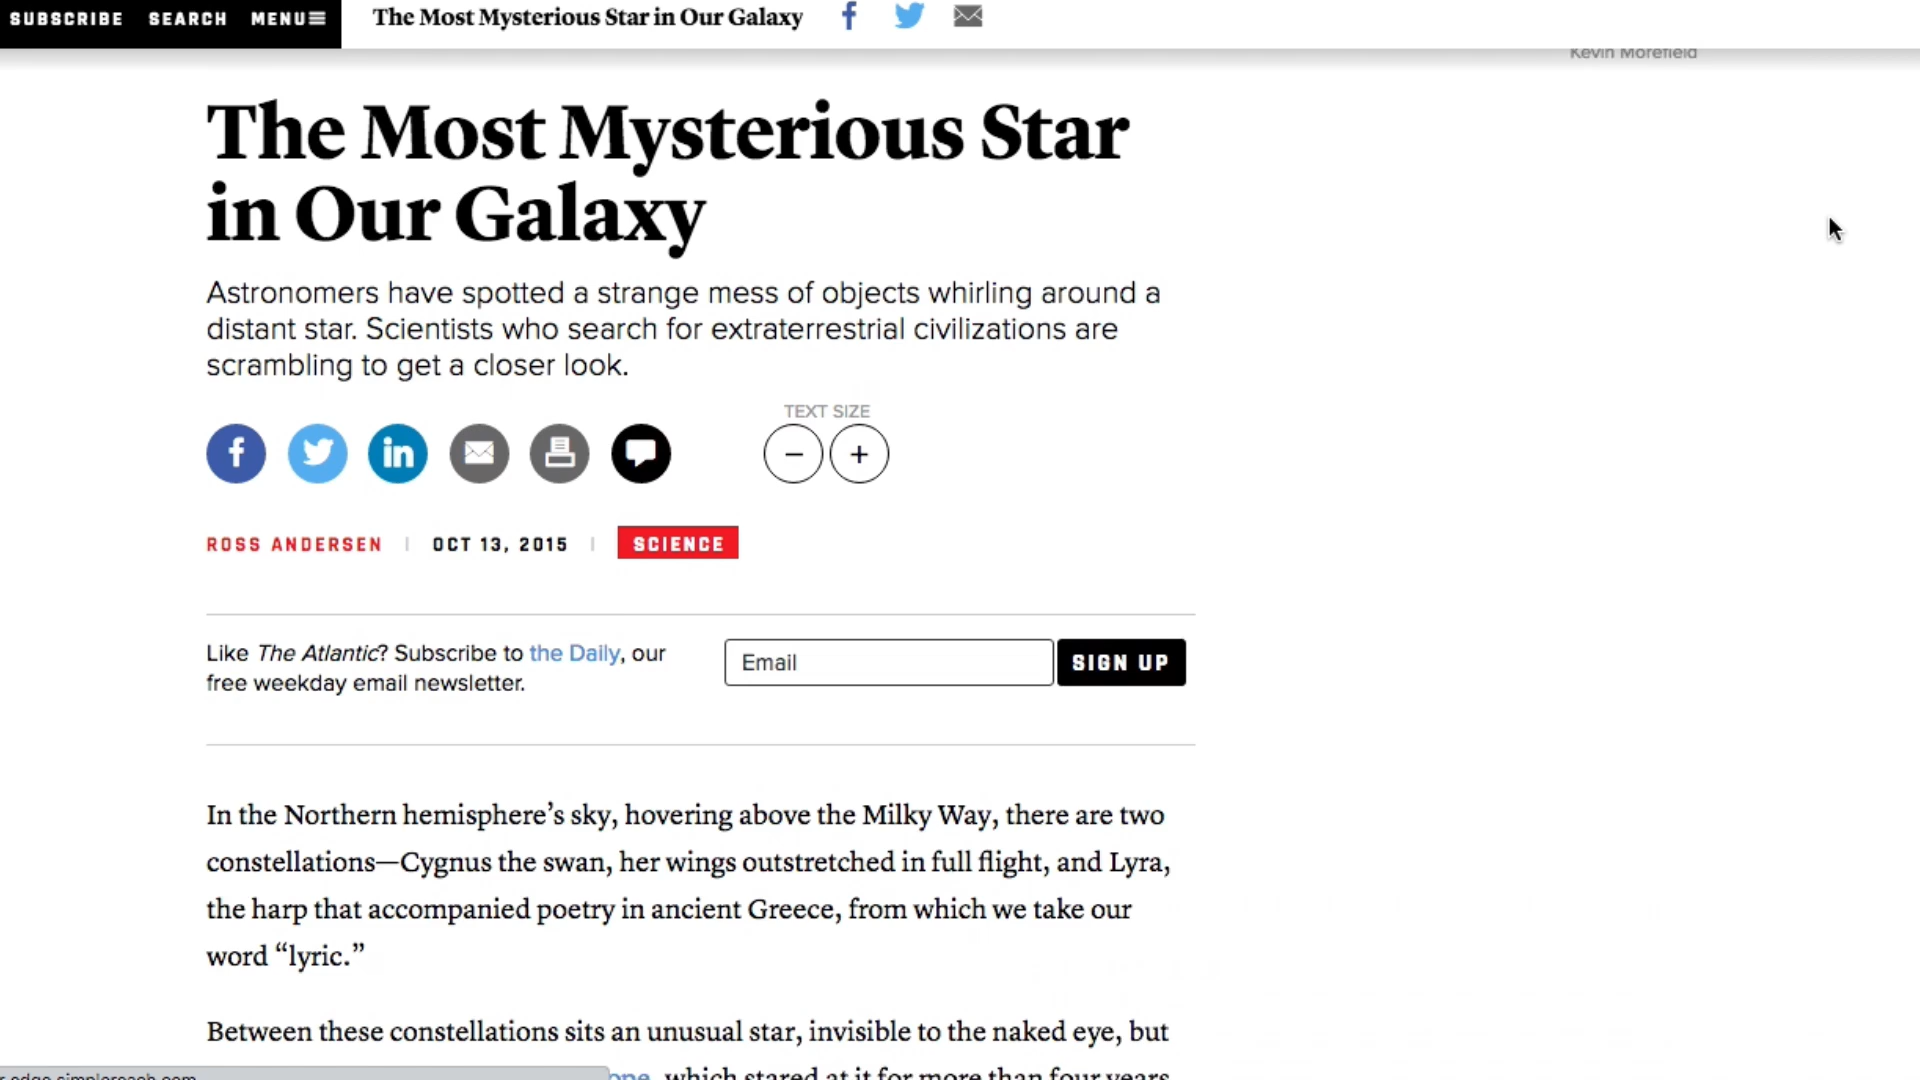 SUBSCRIBE SEARCH MENU The Most Mysterious Star in Our Galaxy
Kevin Morefield
The Most Mysterious Star
in Our Galaxy
Astronomers have spotted a strange mess of objects whirling around a
distant star. Scientists who search for extraterrestrial civilizations are
scrambling to get a closer look.
TEXT SIZE
ROSS ANDERSEN | OCT 13, 2015 | SCIENCE
Like The Atlantic? Subscribe to the Daily, our
free weekday email newsletter.
Email SIGN UP
In the Northern hemisphere’s sky, hovering above the Milky Way, there are two
constellations—Cygnus the swan, her wings outstretched in full flight, and Lyra,
the harp that accompanied poetry in ancient Greece, from which we take our
word “lyric.”
Between these constellations sits an unusual star, invisible to the naked eye, but
which stared at it for more than four years